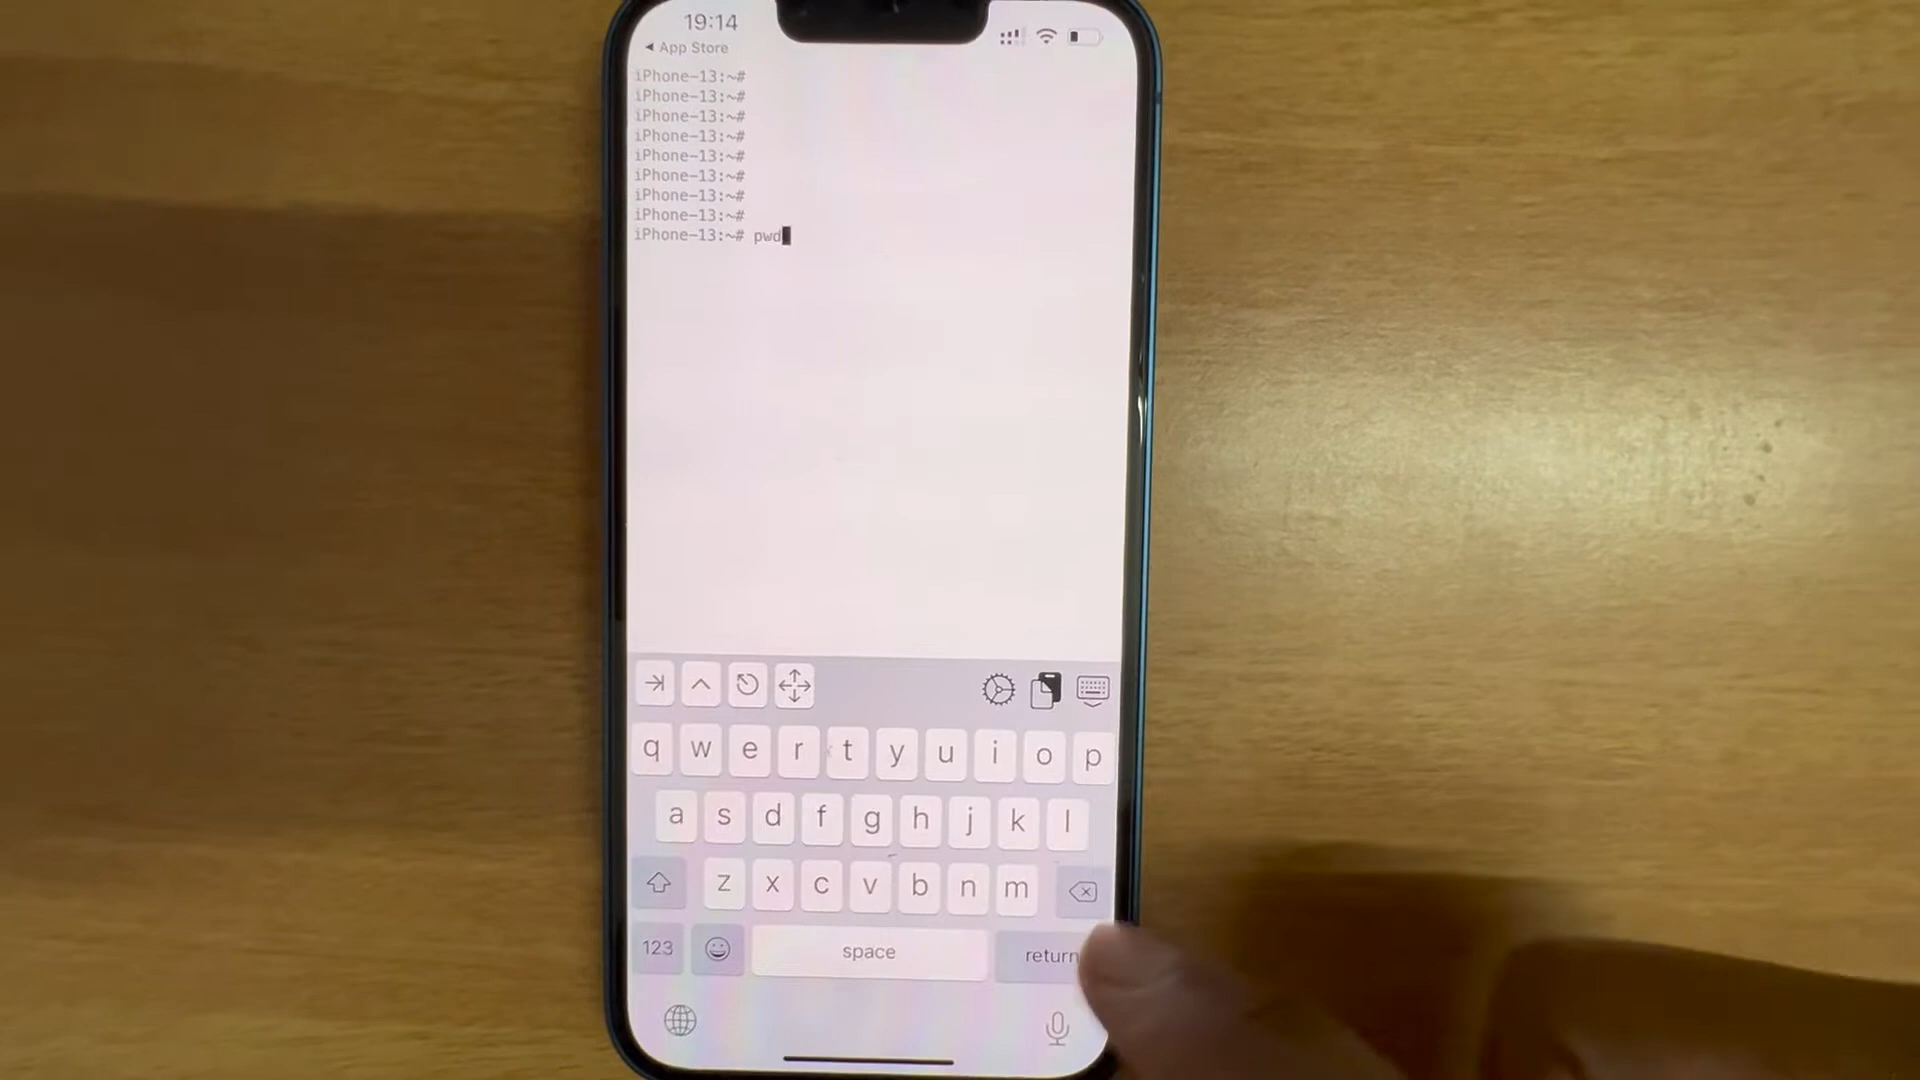 19:14
◀ App Store
iPhone-13:~#
iPhone-13:~#
iPhone-13:~#
iPhone-13:~#
iPhone-13:~#
iPhone-13:~#
iPhone-13:~#
iPhone-13:~#
iPhone-13:~# pwd
q w e r t y u i o p
a s d f g h j k l
z x c v b n m
123 space return